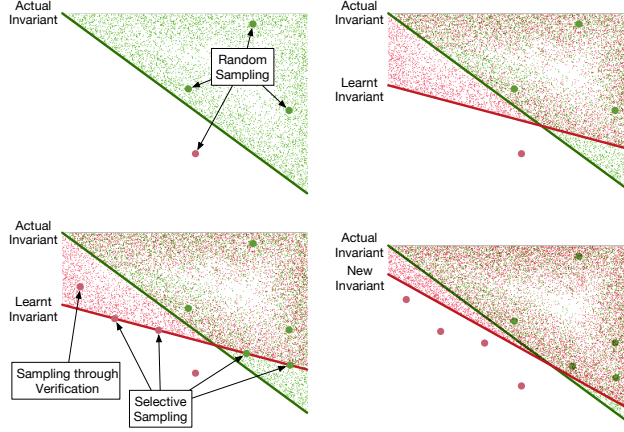 Actual
Invariant
Random
Sampling
Actual
Invariant
Learnt
Invariant
Actual
Invariant
Learnt
Invariant
Sampling through
Verification
Selective
Sampling
Actual
Invariant
New
Invariant